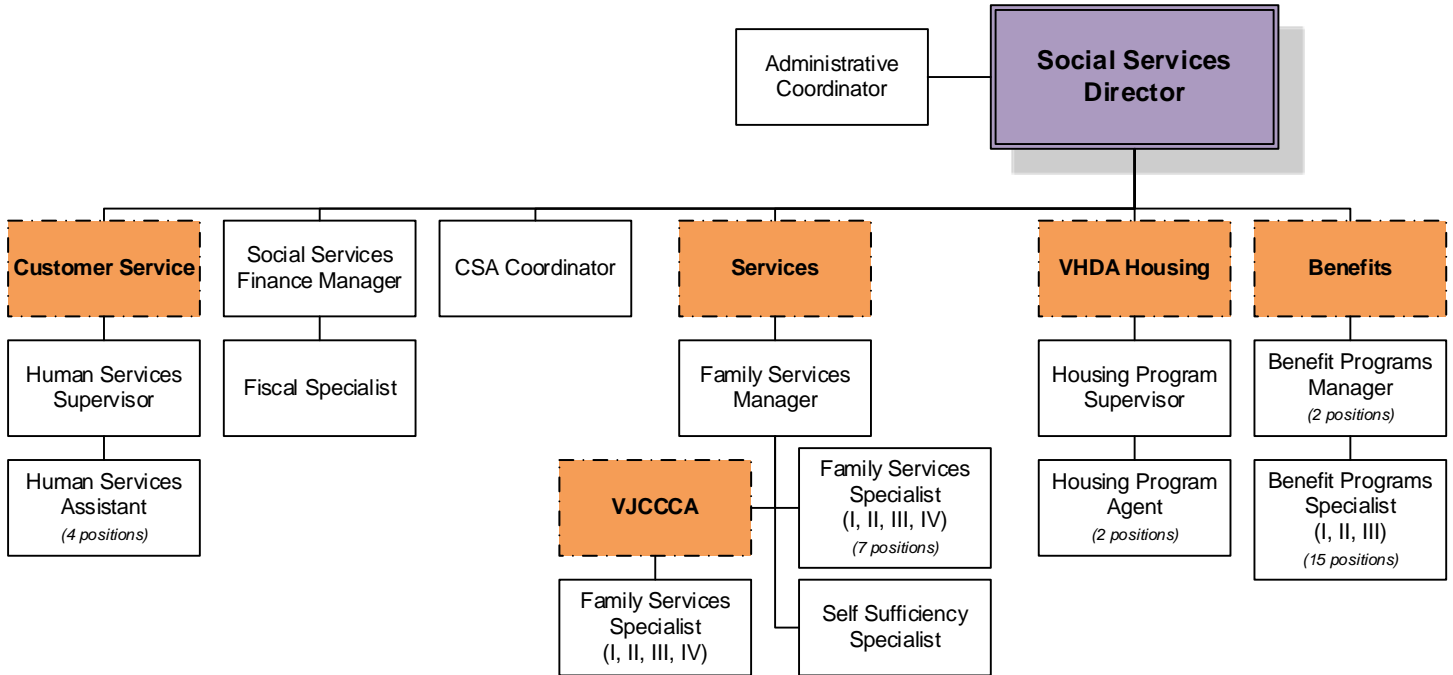 Administrative
Coordinator
Social Services
Director
Customer Service
Social Services
Finance Manager
CSA Coordinator
Services
VHDA Housing
Benefits
Human Services
Supervisor
Fiscal Specialist
Family Services
Manager
Housing Program
Supervisor
Benefit Programs
Manager
(2 positions)
Human Services
Assistant
(4 positions)
VJCCCA
Family Services
Specialist
(I, II, III, IV)
(7 positions)
Housing Program
Agent
(2 positions)
Benefit Programs
Specialist
(I, II, III)
(15 positions)
Family Services
Specialist
(I, II, III, IV)
Self Sufficiency
Specialist